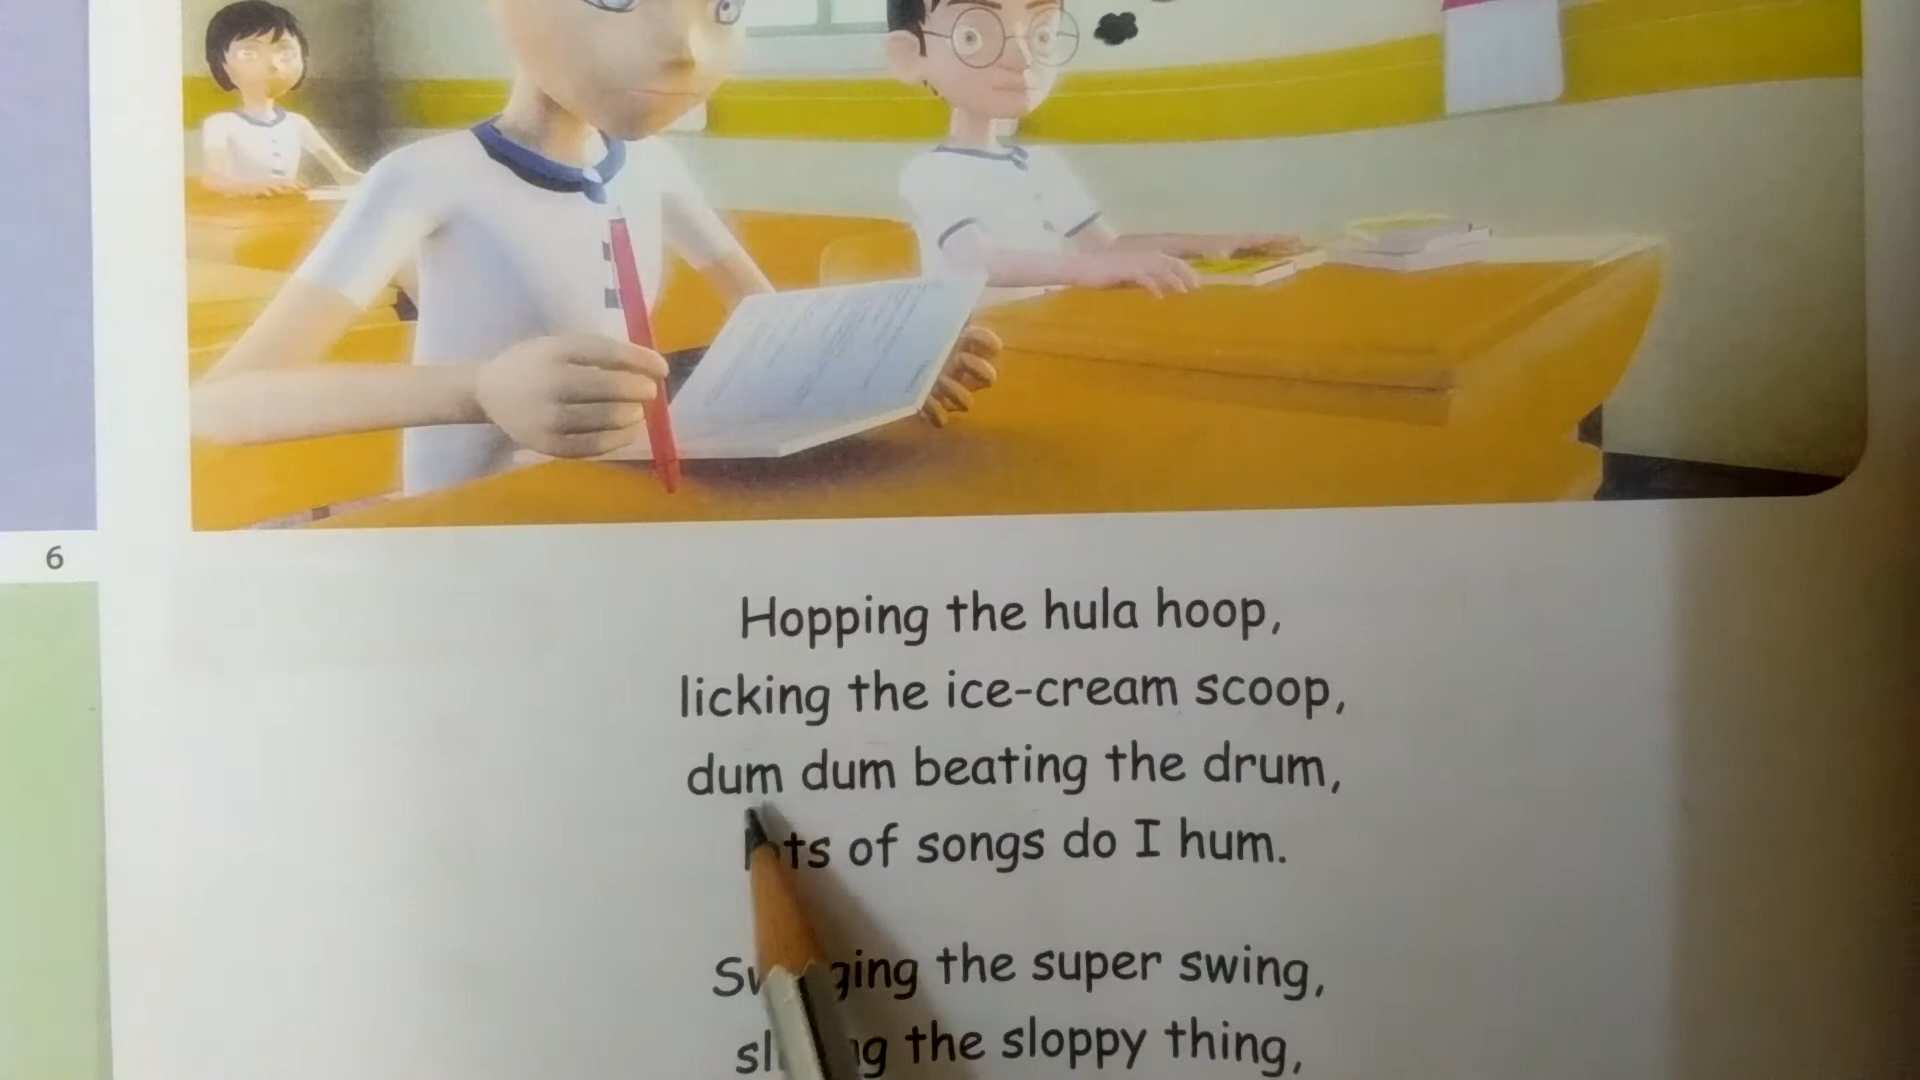 6
Hopping the hula hoop,
licking the ice-cream scoop,
dum dum beating the drum,
of songs do I hum.
the super swing,
the sloppy thing,